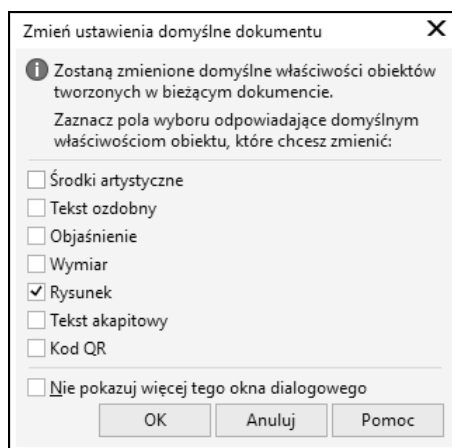 Zmień ustawienia domyślne dokumentu
Zostaną zmienione domyślne właściwości obiektów
tworzonych w bieżącym dokumencie.
Zaznacz pola wyboru odpowiadające domyślnym
właściwościom obiektu, które chcesz zmienić:
Środki artystyczne
Tekst ozdobny
Objaśnienie
Wymiar
Rysunek
Tekst akapitowy
Kod QR
Nie pokazuj więcej tego okna dialogowego
OK Anuluj Pomoc